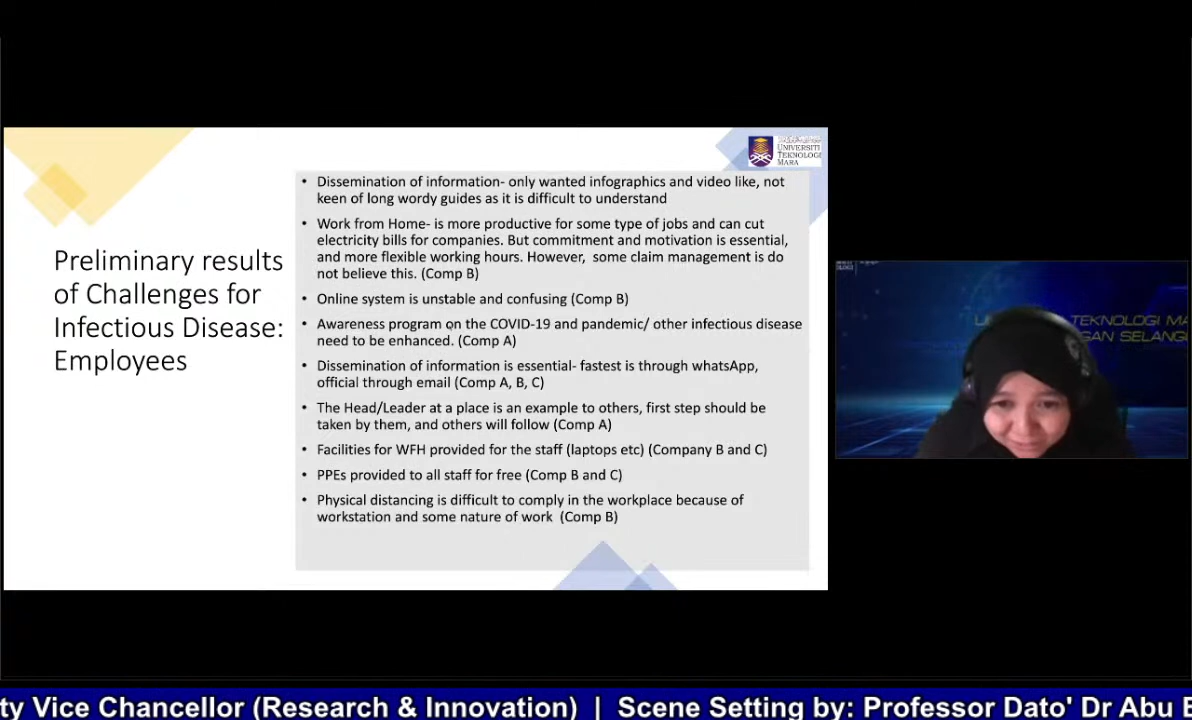 UNIVERSITI
TEKNOLOGI
MARA
Preliminary results
of Challenges for
Infectious Disease:
Employees
• Dissemination of information- only wanted infographics and video like, not
keen of long wordy guides as it is difficult to understand
• Work from Home- is more productive for some type of jobs and can cut
electricity bills for companies. But commitment and motivation is essential,
and more flexible working hours. However, some claim management is do
not believe this. (Comp B)
• Online system is unstable and confusing (Comp B)
• Awareness program on the COVID-19 and pandemic/ other infectious disease
need to be enhanced. (Comp A)
• Dissemination of information is essential- fastest is through whatsApp,
official through email (Comp A, B, C)
• The Head/Leader at a place is an example to others, first step should be
taken by them, and others will follow (Comp A)
• Facilities for WFH provided for the staff (laptops etc) (Company B and C)
• PPEs provided to all staff for free (Comp B and C)
• Physical distancing is difficult to comply in the workplace because of
workstation and some nature of work (Comp B)
TEKNOLOGI MA
GAN SELANG
ty Vice Chancellor (Research & Innovation) | Scene Setting by: Professor Dato' Dr Abu